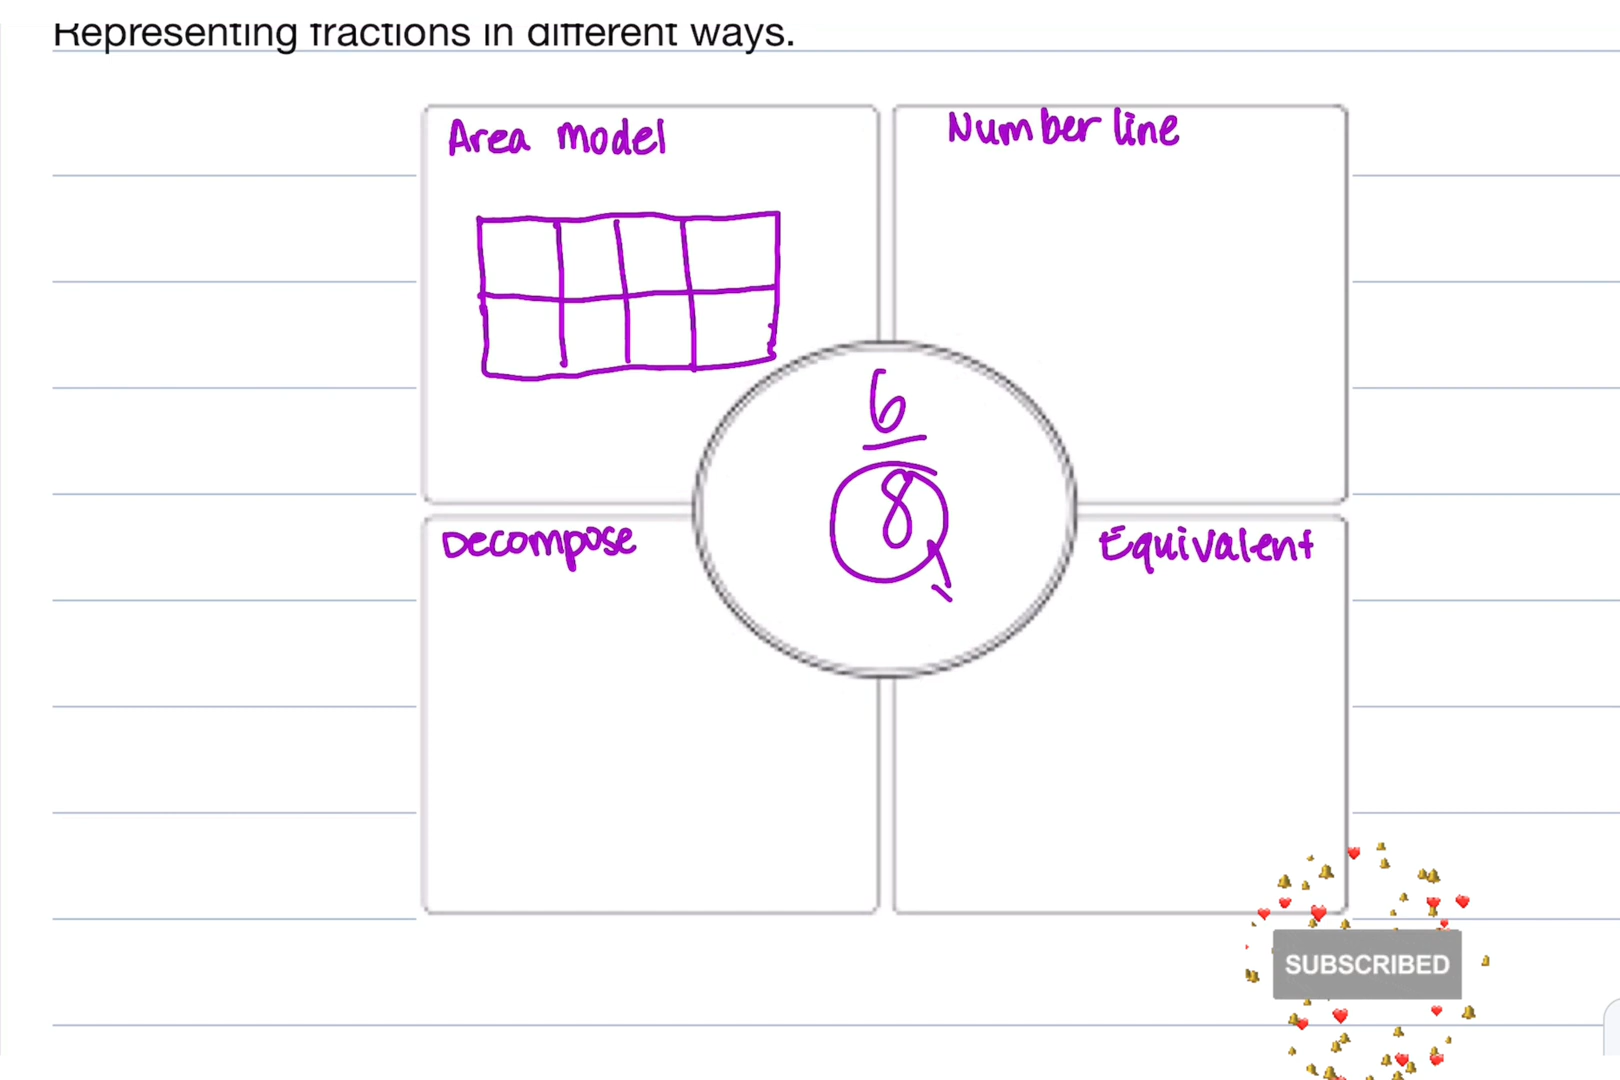 Representing fractions in different ways.
Area model
Number line
6
8
Decompose
Equivalent
SUBSCRIBED